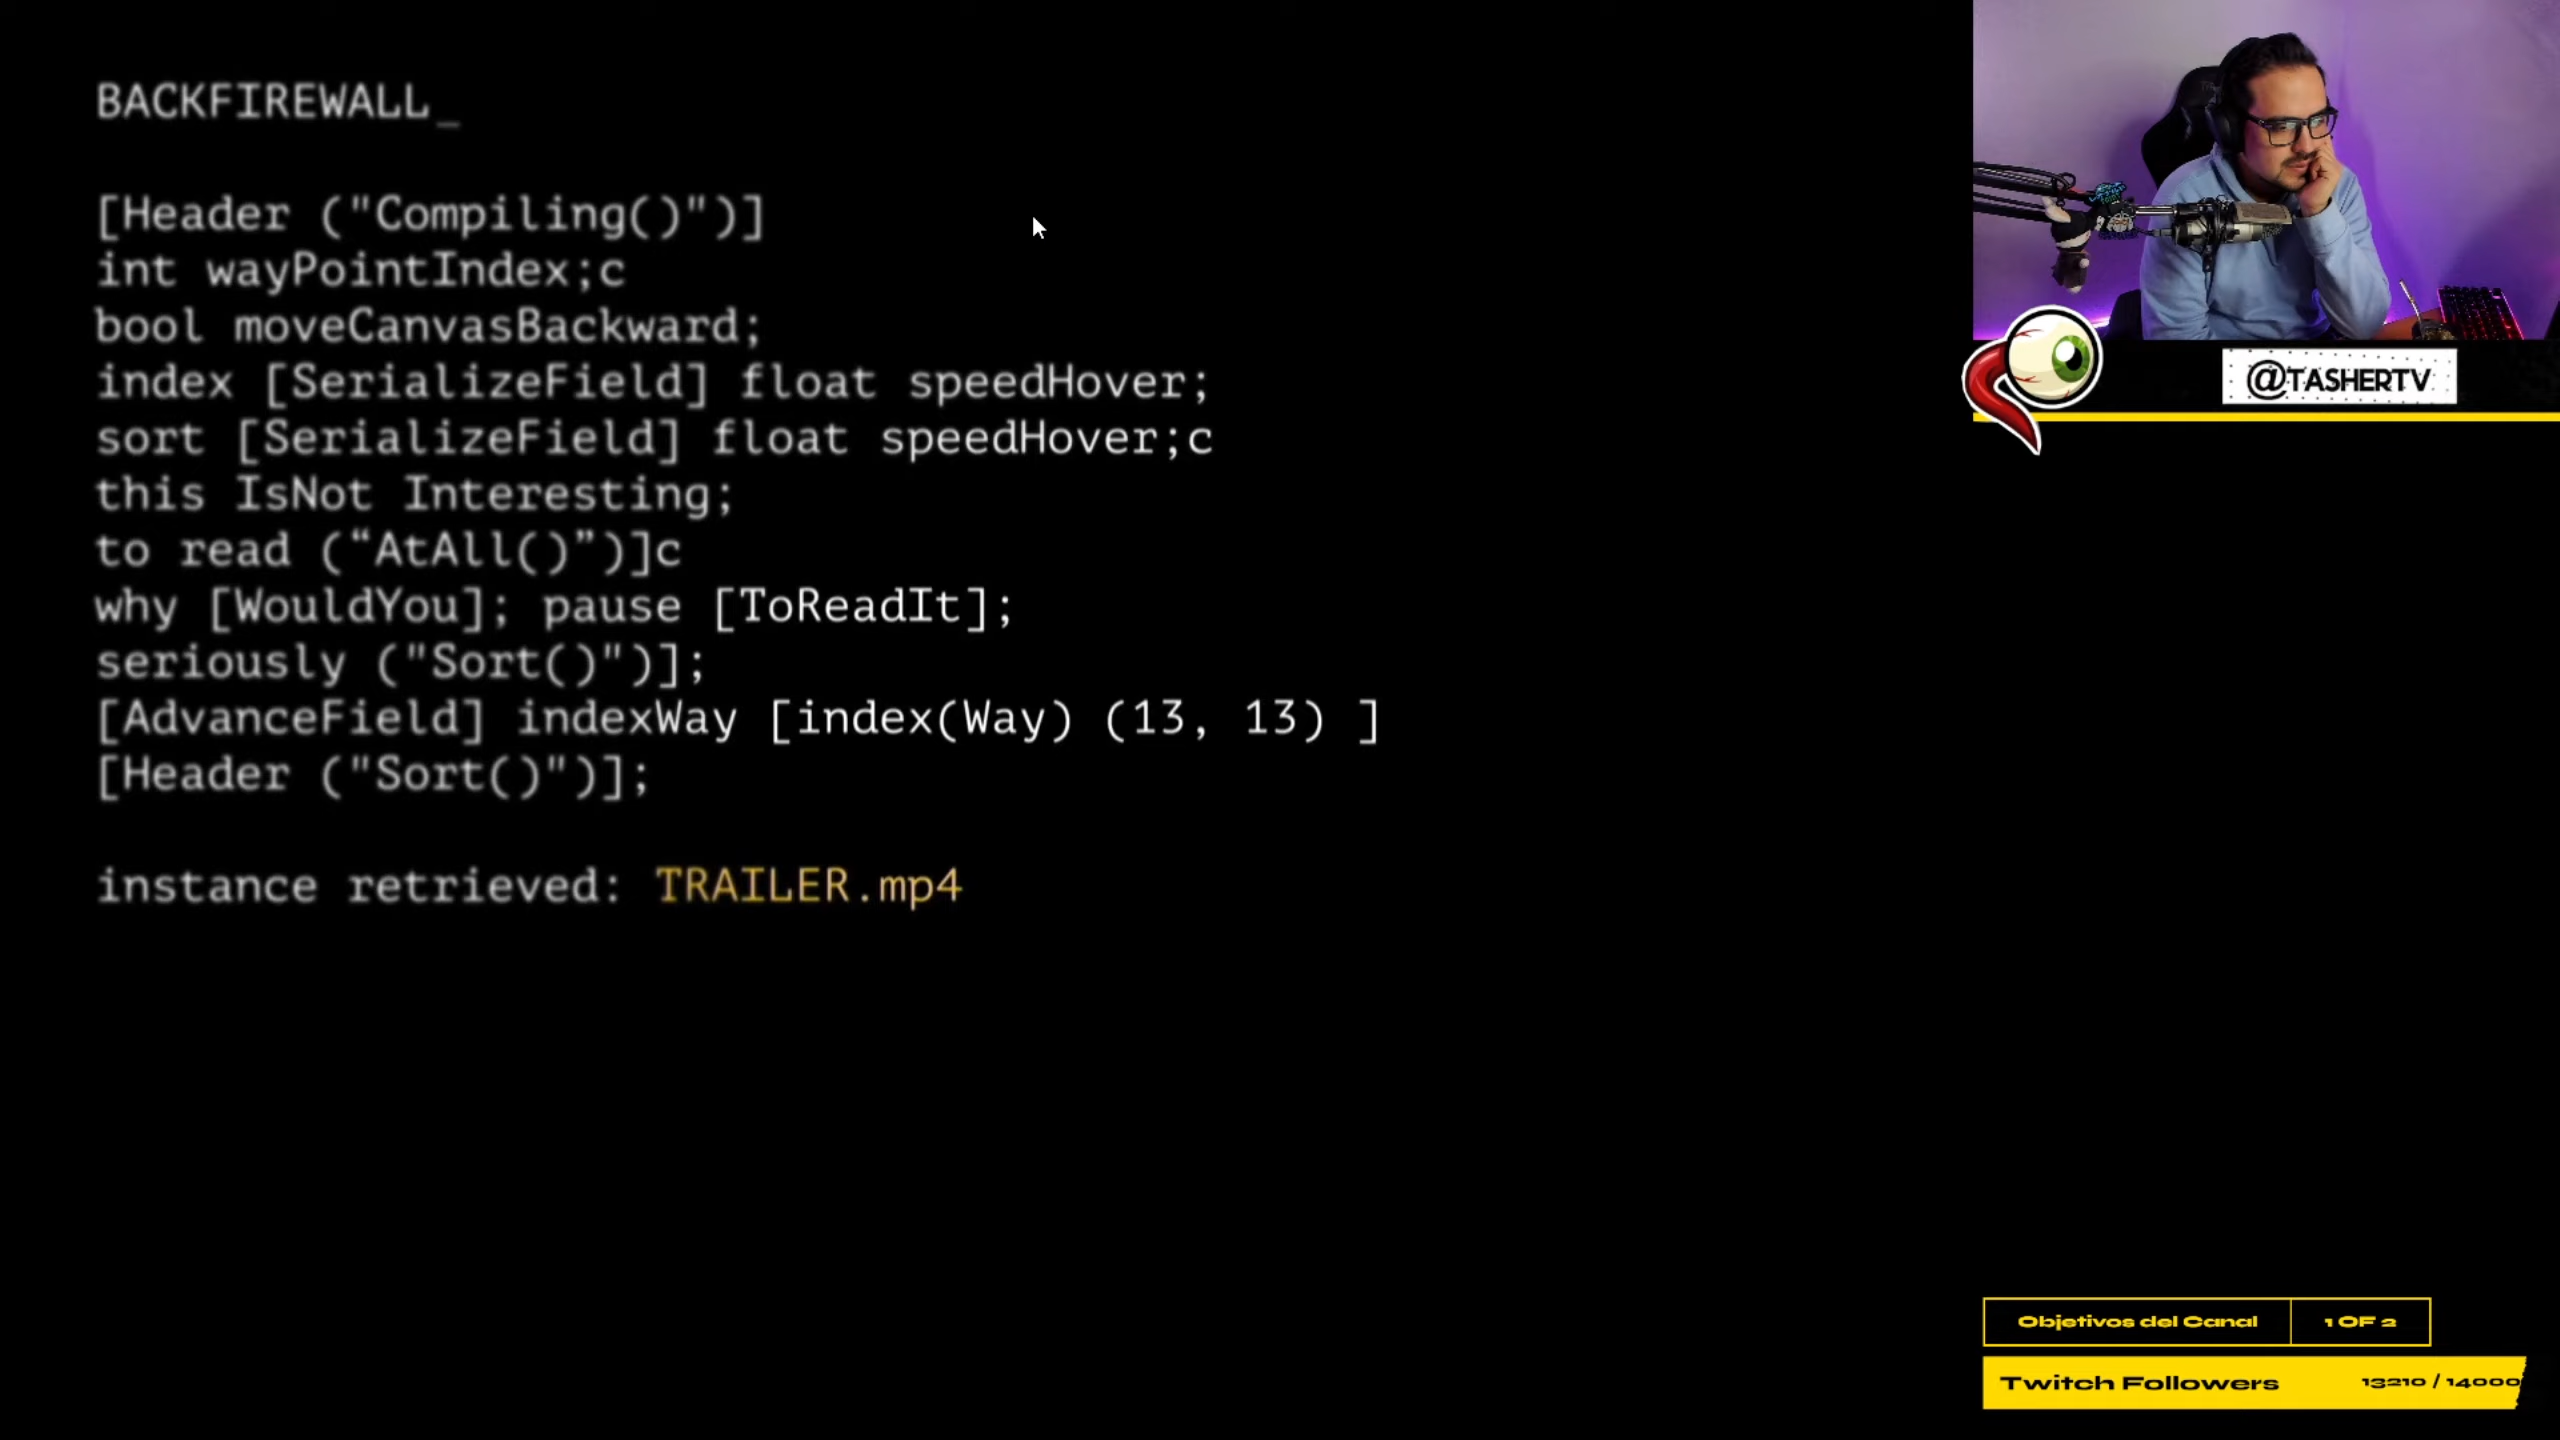 BACKFIREWALL_
[Header ("Compiling()")]
int wayPointIndex;c
bool moveCanvasBackward;
index [SerializeField] float speedHover;
sort [SerializeField] float speedHover;c
this IsNot Interesting;
to read (“AtAll()”)]c
why [WouldYou]; pause [ToReadIt];
seriously ("Sort()")];
[AdvanceField] indexWay [index(Way) (13, 13) ]
[Header ("Sort()")];
instance retrieved: TRAILER.mp4
@TASHERTV
Objetivos del Canal 1 OF 2
Twitch Followers 13210 / 14000